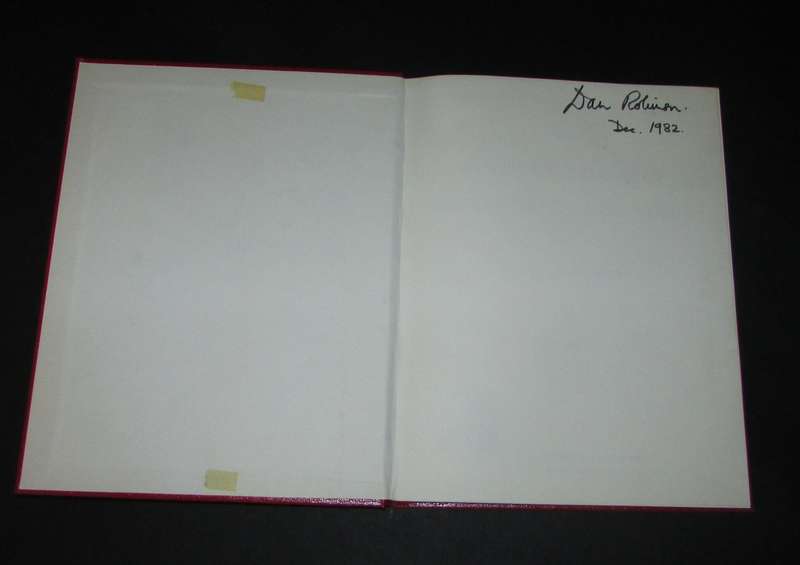 Dan Robinson.
Dec. 1982.